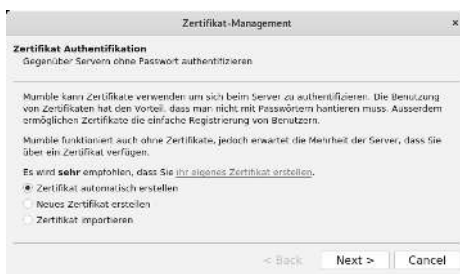 Zertifikat-Management
×
Zertifikat Authentifikation
Gegenüber Servern ohne Passwort authentifizieren
Mumble kann Zertifikate verwenden um sich beim Server zu authentifizieren. Die Benutzung
von Zertifikaten hat den Vorteil, dass man nicht mit Passwörtern hantieren muss. Ausserdem
ermöglichen Zertifikate die einfache Registrierung von Benutzern.
Mumble funktioniert auch ohne Zertifikate, jedoch erwartet die Mehrheit der Server, dass Sie
über ein Zertifikat verfügen.
Es wird sehr empfohlen, dass Sie ihr eigenes Zertifikat erstellen.
Zertifikat automatisch erstellen
Neues Zertifikat erstellen
Zertifikat importieren
< Back Next > Cancel